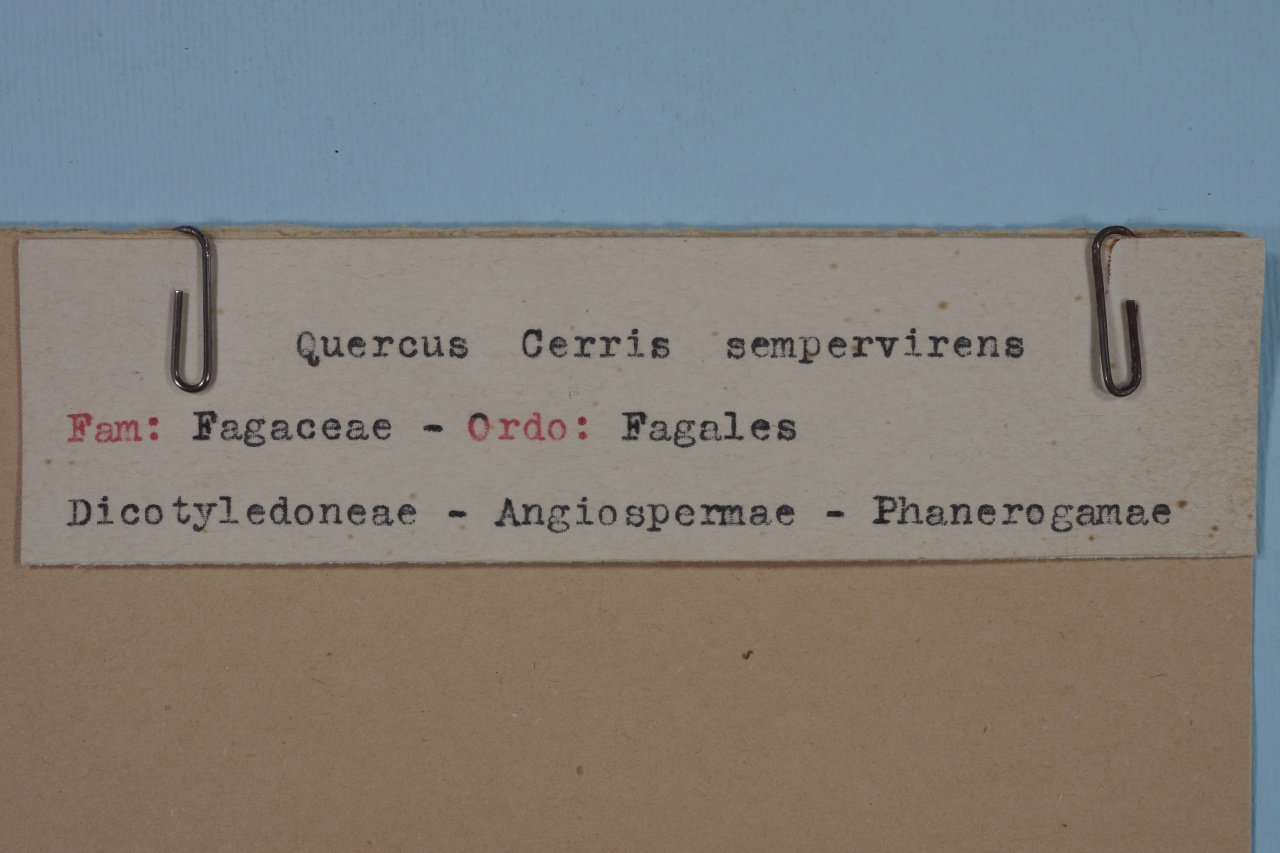 Quercus Cerris sempervirens
Fam: Fagaceae - Ordo: Fagales
Dicotyledoneae - Angiospermae - Phanerogamae